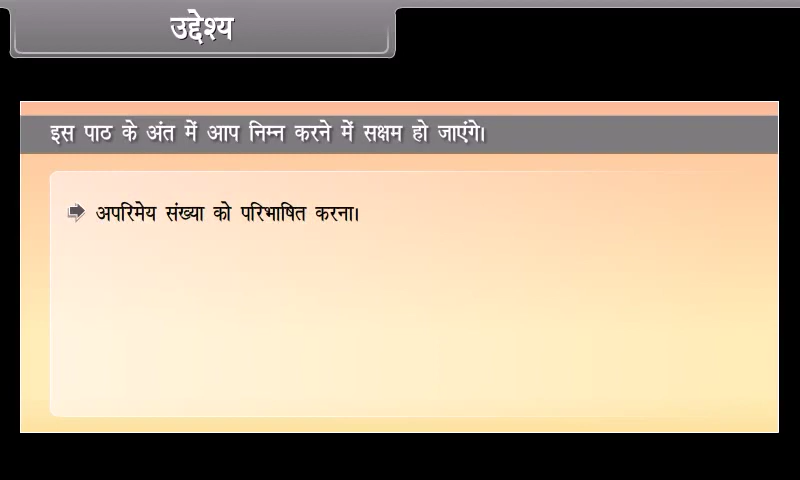 उद्देश्य
इस पाठ के अंत में आप निम्न करने में सक्षम हो जाएंगे।
अपरिमेय संख्या को परिभाषित करना।